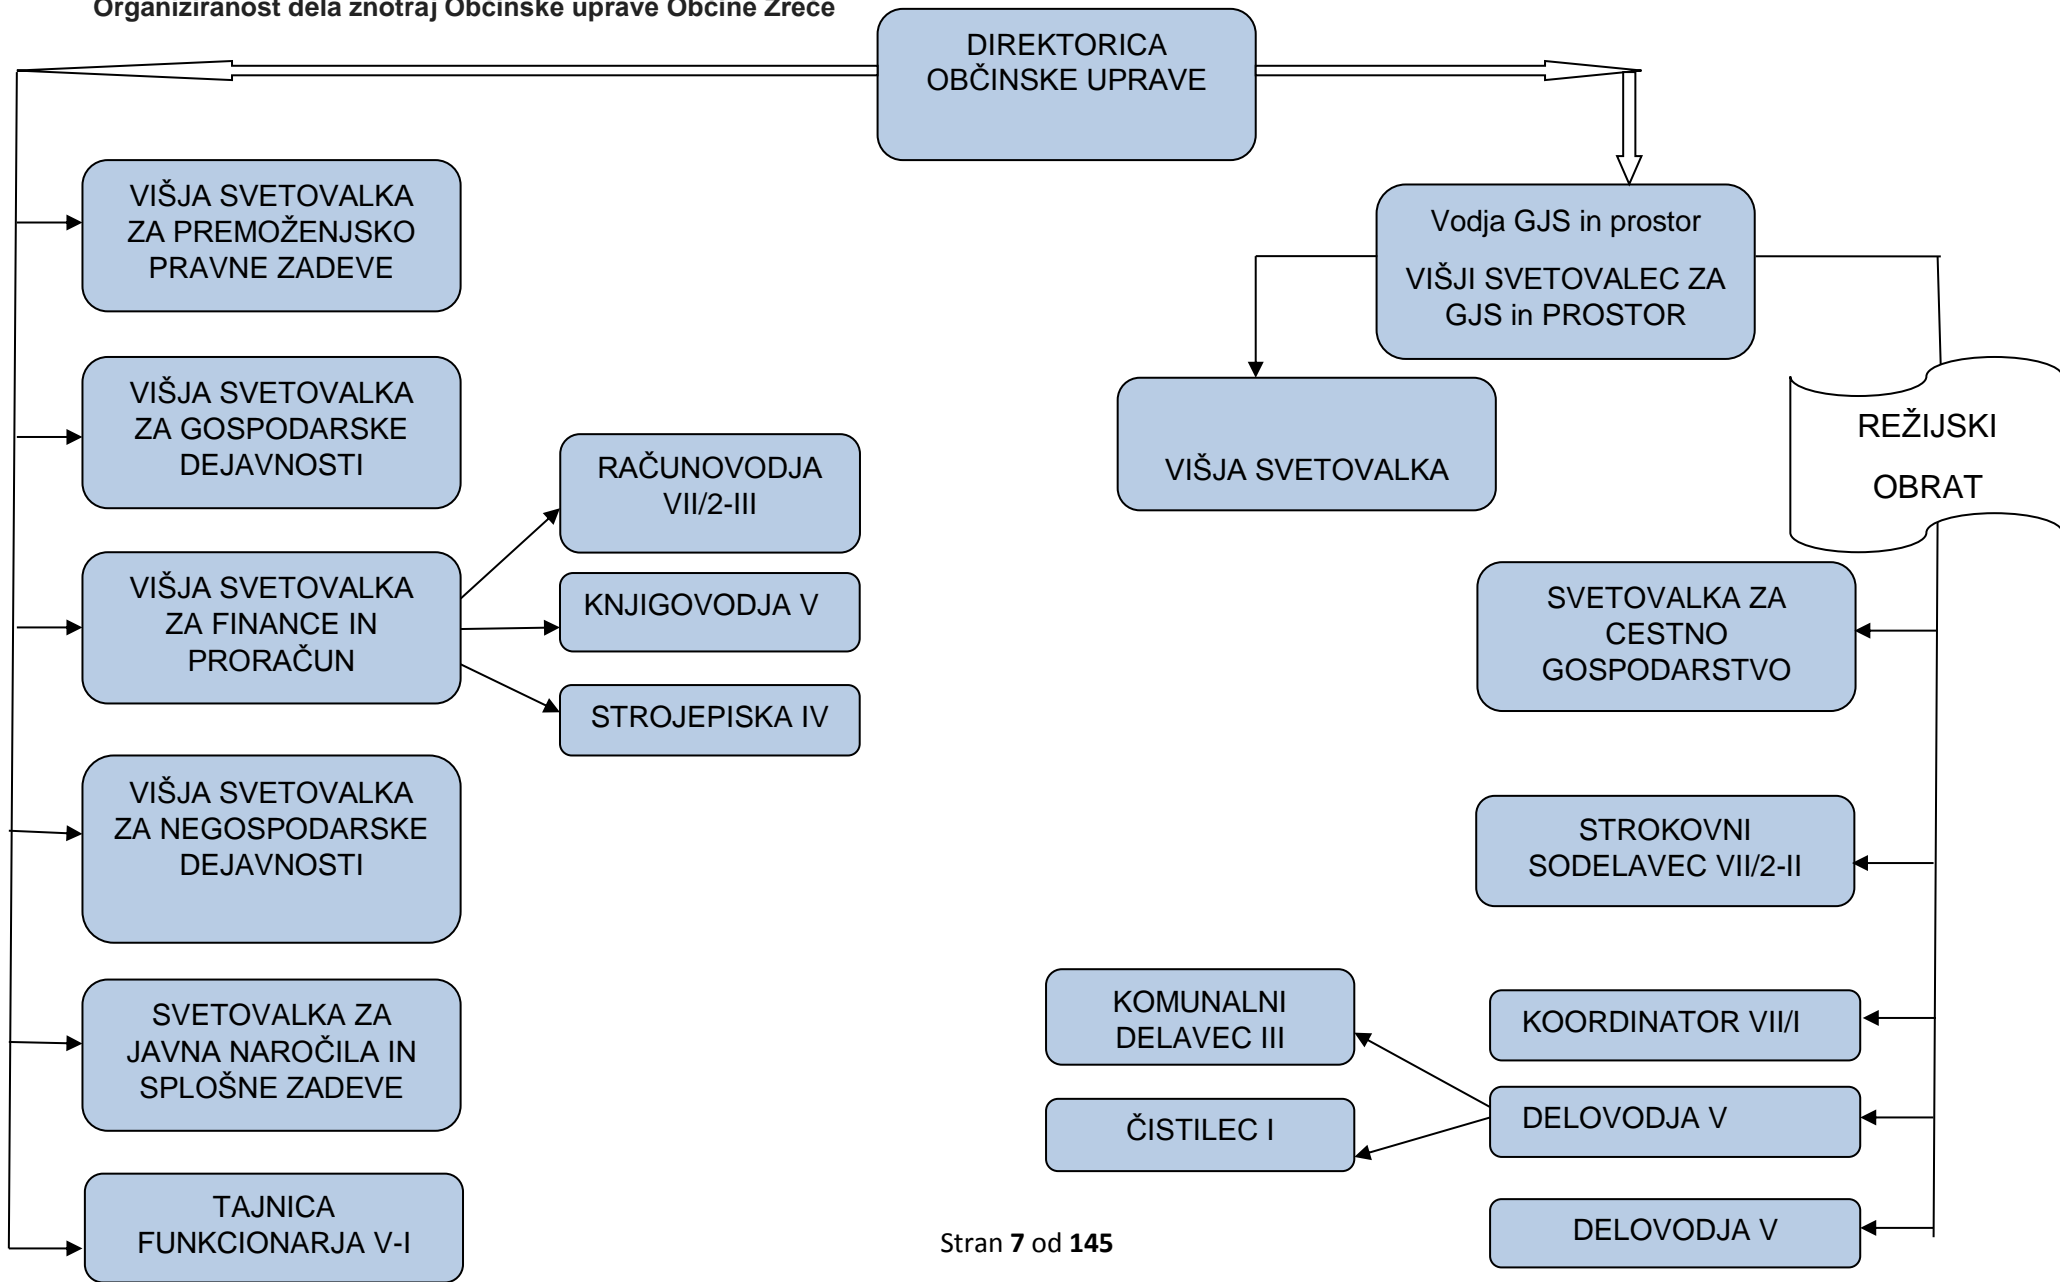 Organiziranost dela znotraj Občinske uprave Občine Zreče
DIREKTORICA
OBČINSKE UPRAVE
VIŠJA SVETOVALKA
ZA PREMOŽENJSKO
PRAVNE ZADEVE
VIŠJA SVETOVALKA
ZA GOSPODARSKE
DEJAVNOSTI
VIŠJA SVETOVALKA
ZA FINANCE IN
PRORAČUN
RAČUNOVODJA
VII/2-III
KNJIGOVODJA V
STROJEPISKA IV
VIŠJA SVETOVALKA
ZA NEGOSPODARSKE
DEJAVNOSTI
SVETOVALKA ZA
JAVNA NAROČILA IN
SPLOŠNE ZADEVE
TAJNICA
FUNKCIONARJA V-I
Vodja GJS in prostor
VIŠJI SVETOVALEC ZA
GJS in PROSTOR
VIŠJA SVETOVALKA
REŽIJSKI
OBRAT
SVETOVALKA ZA
CESTNO
GOSPODARSTVO
STROKOVNI
SODELAVEC VII/2-II
KOORDINATOR VII/I
DELOVODJA V
KOMUNALNI
DELAVEC III
ČISTILEC I
DELOVODJA V
Stran 7 od 145